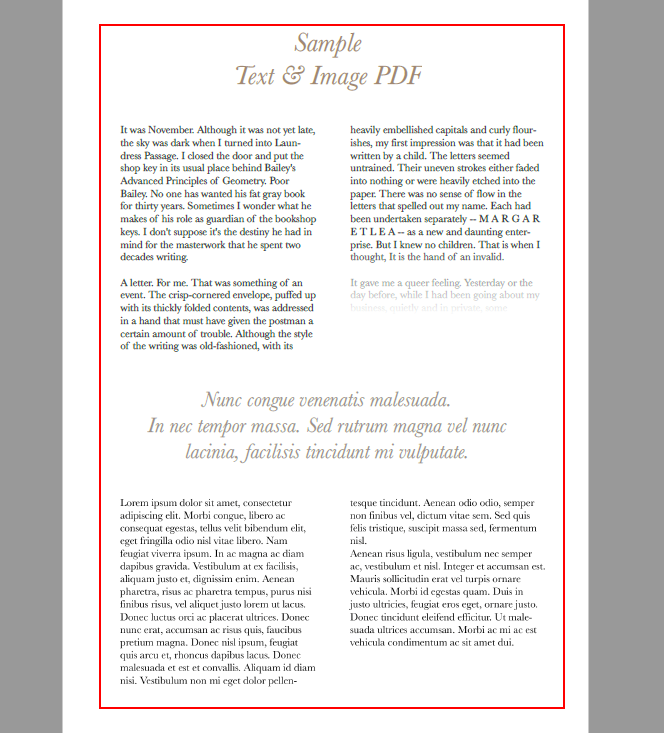 Sample
Text & Image PDF
It was November. Although it was not yet late,
the sky was dark when I turned into Laun-
dress Passage. I closed the door and put the
shop key in its usual place behind Bailey's
Advanced Principles of Geometry. Poor
Bailey. No one has wanted his fat gray book
for thirty years. Sometimes I wonder what he
makes of his role as guardian of the bookshop
keys. I don't suppose it's the destiny he had in
mind for the masterwork that he spent two
decades writing.
A letter. For me. That was something of an
event. The crisp-cornered envelope, puffed up
with its thickly folded contents, was addressed
in a hand that must have given the postman a
certain amount of trouble. Although the style
of the writing was old-fashioned, with its
heavily embellished capitals and curly flour-
ishes, my first impression was that it had been
written by a child. The letters seemed
untrained. Their uneven strokes either faded
into nothing or were heavily etched into the
paper. There was no sense of flow in the
letters that spelled out my name. Each had
been undertaken separately -- M A R G A R
E T L E A -- as a new and daunting enter-
prise. But I knew no children. That is when I
thought, It is the hand of an invalid.
It gave me a queer feeling. Yesterday or the
day before, while I had been going about my
business, quietly and in private, some
Nunc congue venenatis malesuada.
In nec tempor massa. Sed rutrum magna vel nunc
lacinia, facilisis tincidunt mi vulputate.
Lorem ipsum dolor sit amet, consectetur
adipiscing elit. Morbi congue, libero ac
consequat egestas, tellus velit bibendum elit,
eget fringilla odio nisl vitae libero. Nam
feugiat viverra ipsum. In ac magna ac diam
dapibus gravida. Vestibulum at ex facilisis,
aliquam justo et, dignissim enim. Aenean
pharetra, risus ac pharetra tempus, purus nisi
finibus risus, vel aliquet justo lorem ut lacus.
Donec luctus orci ac placerat ultrices. Donec
nunc erat, accumsan ac risus quis, faucibus
pretium magna. Donec nisl ipsum, feugiat
quis arcu et, rhoncus dapibus lacus. Donec
malesuada et est et convallis. Aliquam id diam
nisi. Vestibulum non mi eget dolor pellen-
tesque tincidunt. Aenean odio odio, semper
non finibus vel, dictum vitae sem. Sed quis
felis tristique, suscipit massa sed, fermentum
nisl.
Aenean risus ligula, vestibulum nec semper
ac, vestibulum et nisl. Integer et accumsan est.
Mauris sollicitudin erat vel turpis ornare
vehicula. Morbi id egestas quam. Duis in
justo ultricies, feugiat eros eget, ornare justo.
Donec tincidunt eleifend efficitur. Ut male-
suada ultrices accumsan. Morbi ac mi ac est
vehicula condimentum ac sit amet dui.